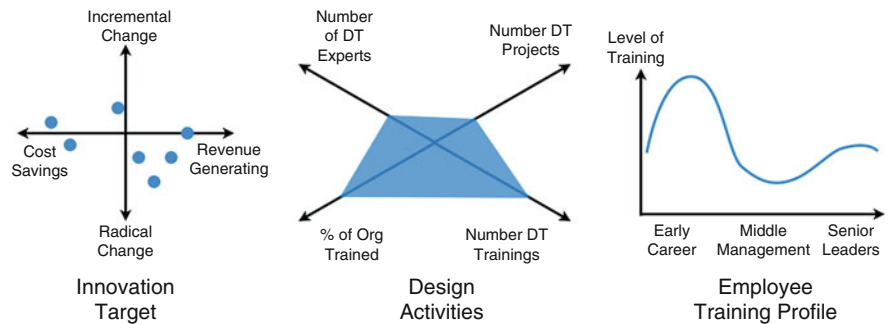 Incremental
Change
Cost
Savings
Revenue
Generating
Radical
Change
Innovation
Target
Number
of DT
Experts
Number DT
Projects
% of Org
Trained
Number DT
Trainings
Design
Activities
Level of
Training
Early
Career
Middle
Management
Senior
Leaders
Employee
Training Profile